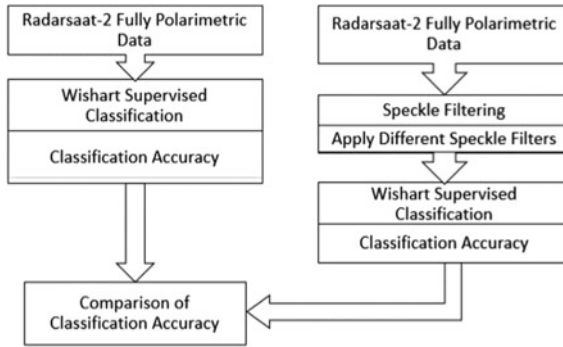 Radarsaat-2 Fully Polarimetric
Data
Wishart Supervised
Classification
Classification Accuracy
Radarsaat-2 Fully Polarimetric
Data
Speckle Filtering
Apply Different Speckle Filters
Wishart Supervised
Classification
Classification Accuracy
Comparison of
Classification Accuracy